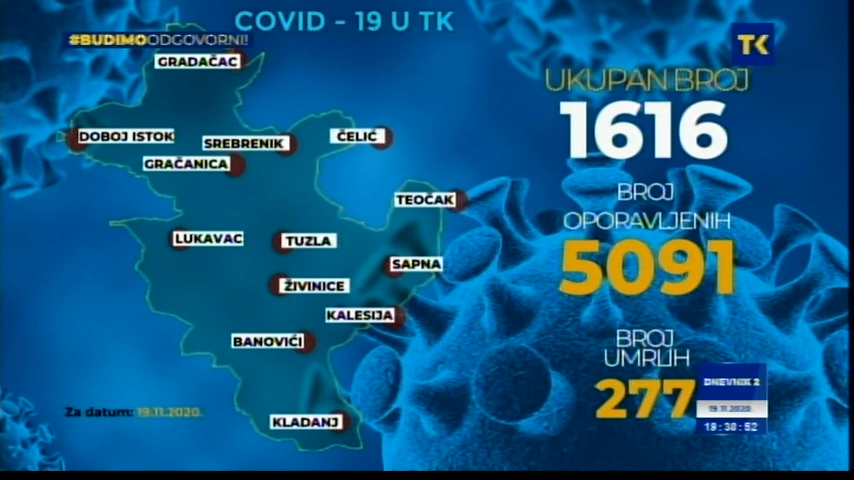 COVID - 19 U TK
#BUDIMOODGOVORNI!
TK
GRADAČAC
UKUPAN BROJ
1616
DOBOJ ISTOK
SREBRENIK
ČELIĆ
GRAČANICA
BROJ
OPORAVLJENIH
5091
TEOČAK
LUKAVAC
TUZLA
SAPNA
ŽIVINICE
KALESIJA
BANOVIĆI
BROJ
UMRLIH
277
Za datum: 19.11.2020.
KLADANJ
DNEVNIK 2
19.11.2020.
19:30:52